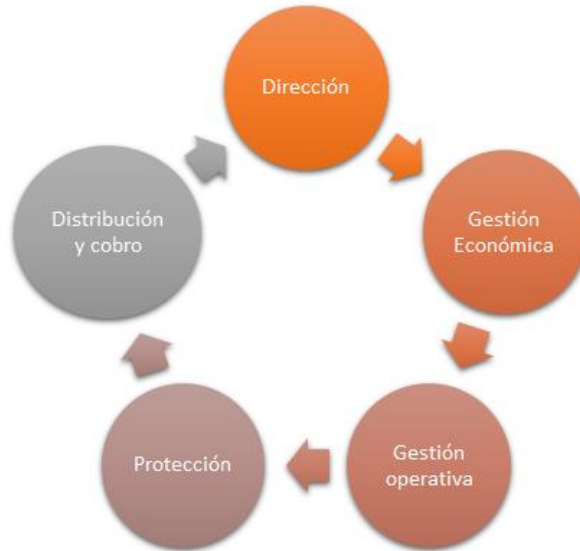 Dirección
Gestión
Económica
Gestión
operativa
Protección
Distribución
y cobro